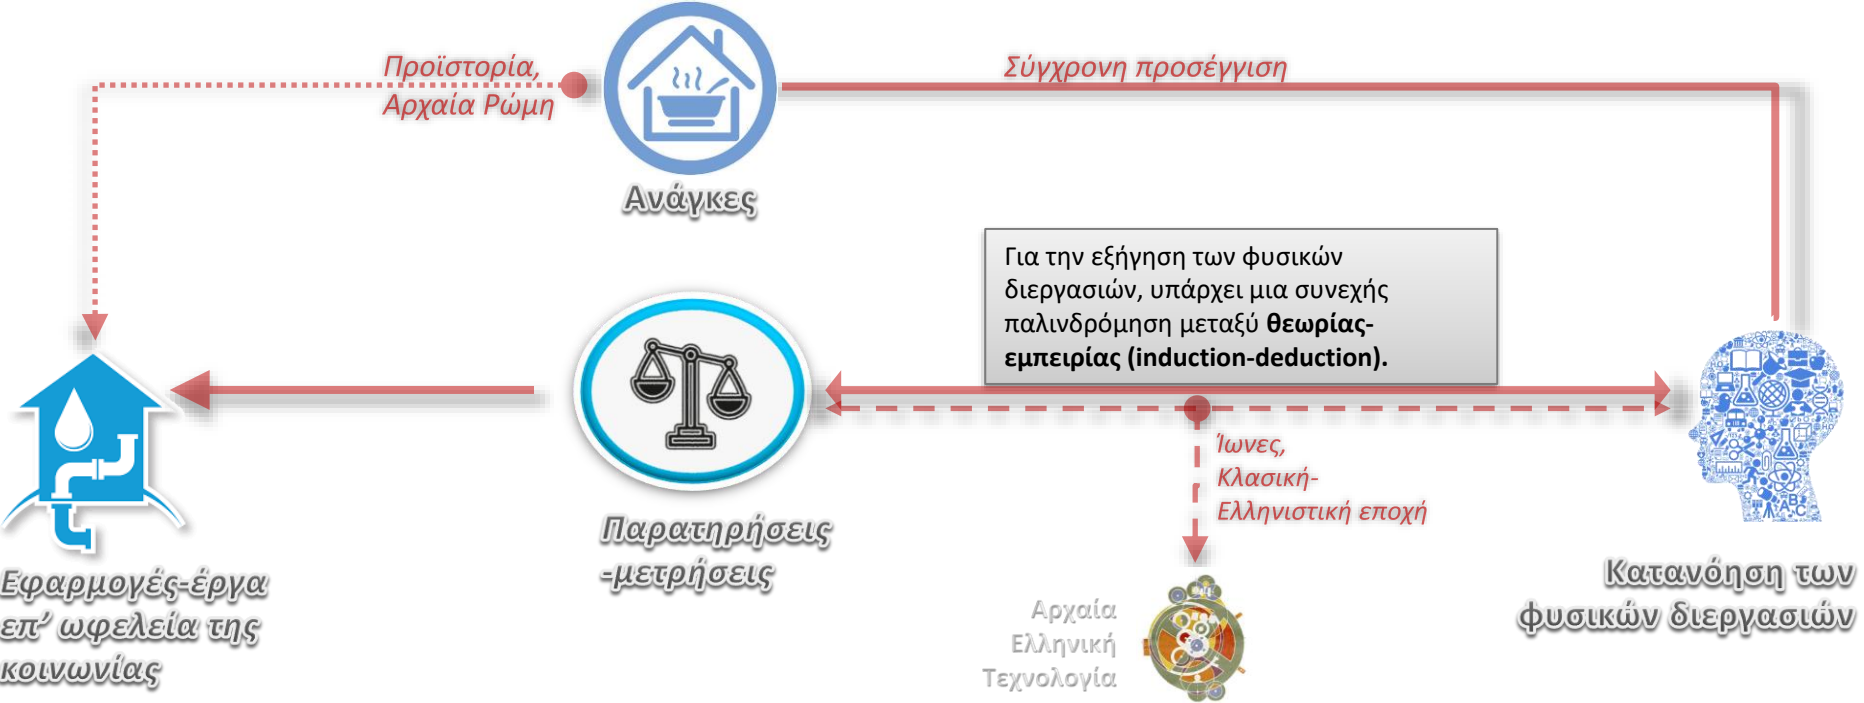 Προϊστορία,
Αρχαία Ρώμη
Σύγχρονη προσέγγιση
Ανάγκες
Για την εξήγηση των φυσικών
διεργασιών, υπάρχει μια συνεχής
παλινδρόμηση μεταξύ θεωρίας-
εμπειρίας (induction-deduction).
Ίωνες,
Κλασική-
Ελληνιστική εποχή
Παρατηρήσεις
-μετρήσεις
Εφαρμογές-έργα
επ’ ωφελεία της
κοινωνίας
Κατανόηση των
φυσικών διεργασιών
Αρχαία
Ελληνική
Τεχνολογία